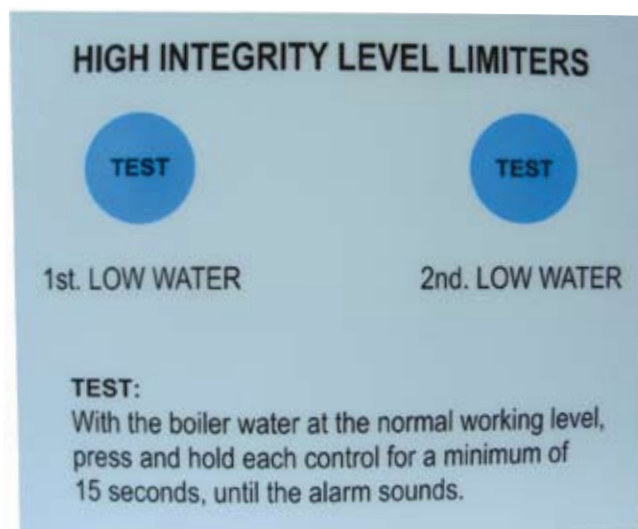 HIGH INTEGRITY LEVEL LIMITERS
TEST TEST
1st. LOW WATER 2nd. LOW WATER
TEST:
With the boiler water at the normal working level,
press and hold each control for a minimum of
15 seconds, until the alarm sounds.